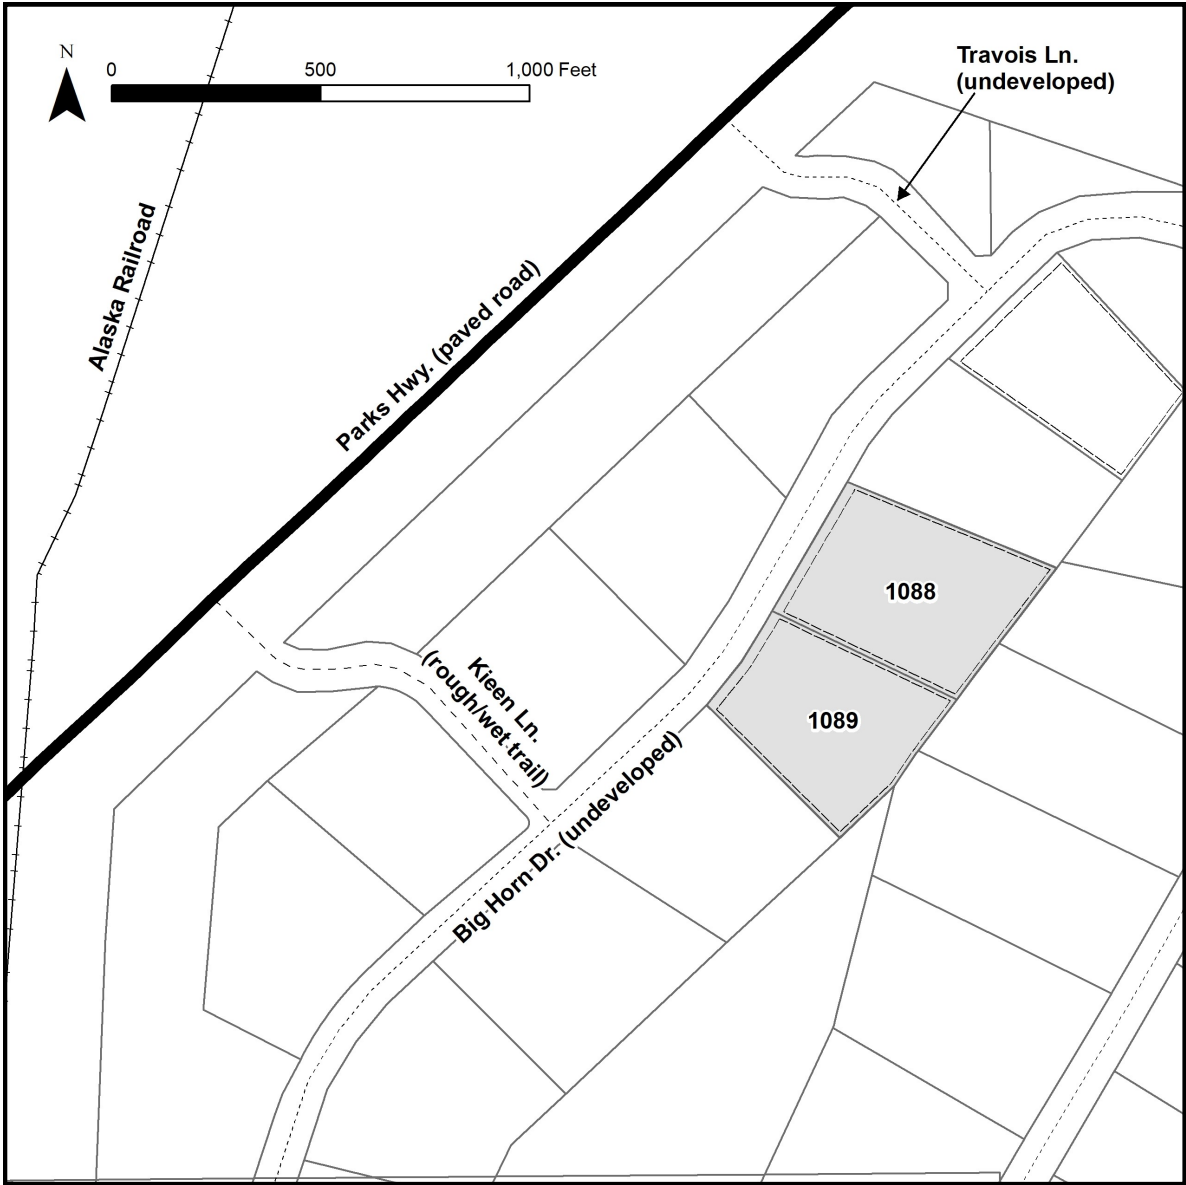 N
0 500 1,000 Feet
Travois Ln.
(undeveloped)
Alaska Railroad
Parks Hwy. (paved road)
1088
Kieen Ln.
(rough/wet trail)
1089
Big Horn Dr. (undeveloped)